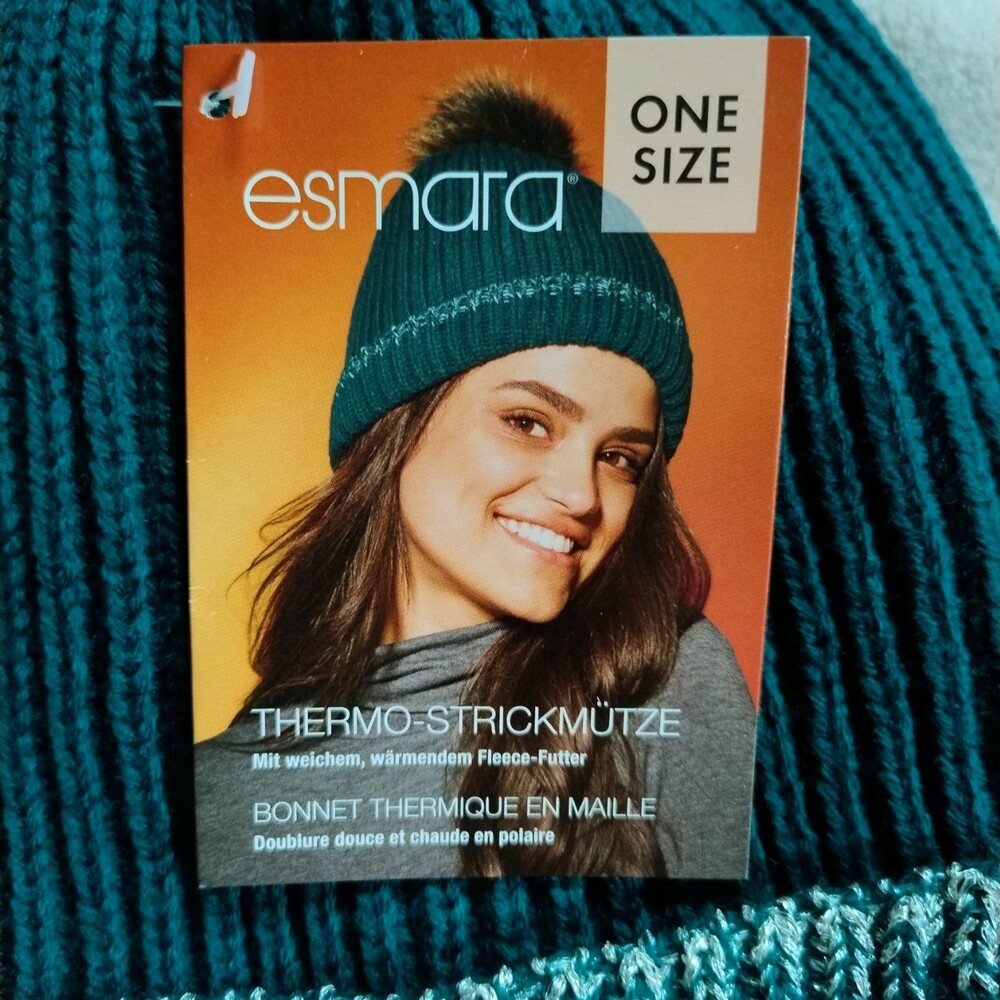 ONE
SIZE
esmara®
THERMO-STRICKMÜTZE
Mit weichem, wärmendem Fleece-Futter
BONNET THERMIQUE EN MAILLE
Doublure douce et chaude en polaire